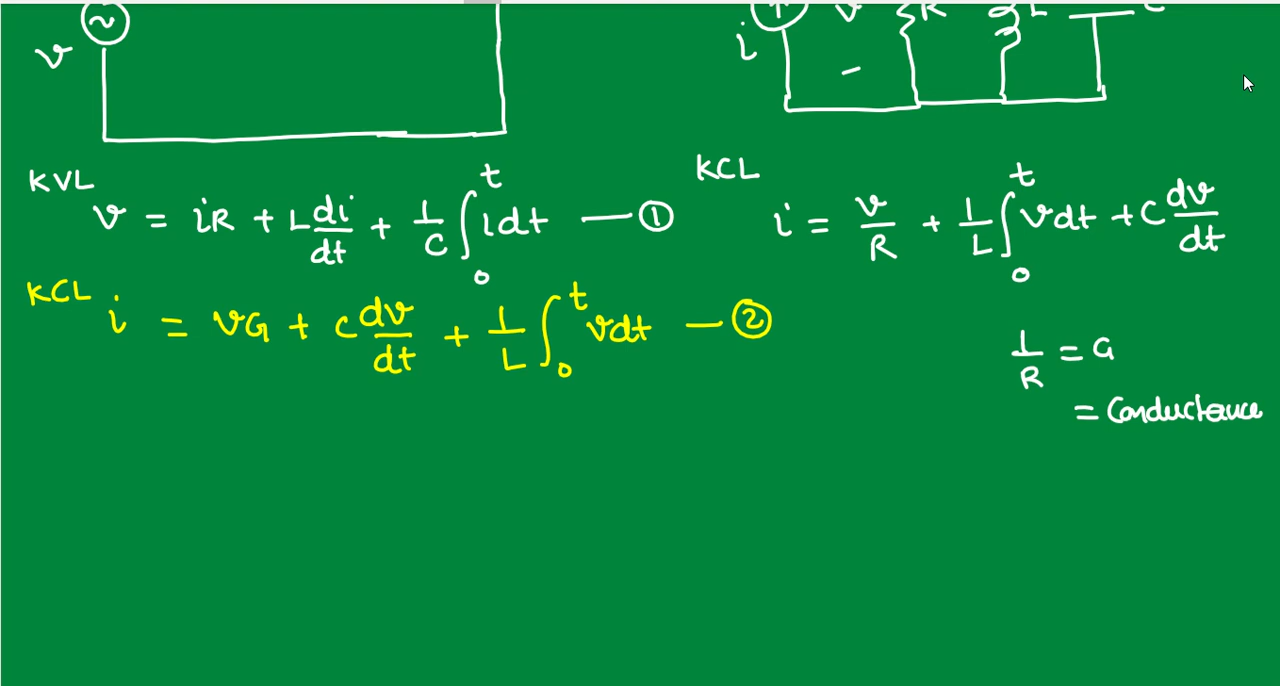 v
i v R L C
KVL
v = iR + L di/dt + 1/C ∫₀ᵗ i dt — ①
KCL
i = v/R + 1/L ∫₀ᵗ v dt + C dv/dt
KCL i = vG + C dv/dt + 1/L ∫₀ᵗ v dt — ②
1/R = G
= Conductance